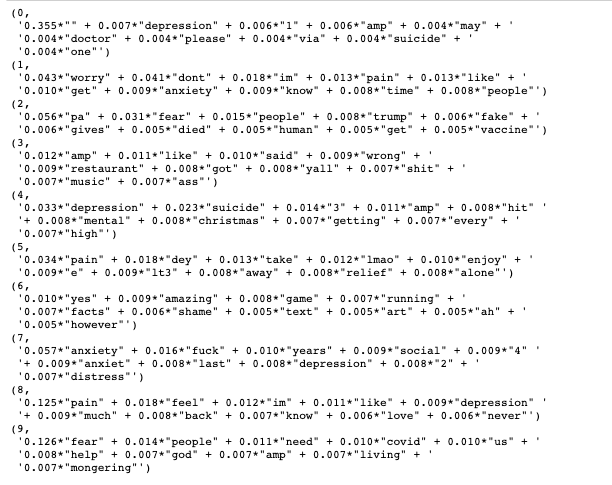 (0,
'0.355*"" + 0.007*"depression" + 0.006*"1" + 0.006*"amp" + 0.004*"may" + '
'0.004*"doctor" + 0.004*"please" + 0.004*"via" + 0.004*"suicide" + '
'0.004*"one"')
(1,
'0.043*"worry" + 0.041*"dont" + 0.018*"im" + 0.013*"pain" + 0.013*"like" + '
'0.010*"get" + 0.009*"anxiety" + 0.009*"know" + 0.008*"time" + 0.008*"people"')
(2,
'0.056*"pa" + 0.031*"fear" + 0.015*"people" + 0.008*"trump" + 0.006*"fake" + '
'0.006*"gives" + 0.005*"died" + 0.005*"human" + 0.005*"get" + 0.005*"vaccine"')
(3,
'0.012*"amp" + 0.011*"like" + 0.010*"said" + 0.009*"wrong" + '
'0.009*"restaurant" + 0.008*"got" + 0.008*"yall" + 0.007*"shit" + '
'0.007*"music" + 0.007*"ass"')
(4,
'0.033*"depression" + 0.023*"suicide" + 0.014*"3" + 0.011*"amp" + 0.008*"hit" '
'+ 0.008*"mental" + 0.008*"christmas" + 0.007*"getting" + 0.007*"every" + '
'0.007*"high"')
(5,
'0.034*"pain" + 0.018*"dey" + 0.013*"take" + 0.012*"lmao" + 0.010*"enjoy" + '
'0.009*"e" + 0.009*"lt3" + 0.008*"away" + 0.008*"relief" + 0.008*"alone"')
(6,
'0.010*"yes" + 0.009*"amazing" + 0.008*"game" + 0.007*"running" + '
'0.007*"facts" + 0.006*"shame" + 0.005*"text" + 0.005*"art" + 0.005*"ah" + '
'0.005*"however"')
(7,
'0.057*"anxiety" + 0.016*"fuck" + 0.010*"years" + 0.009*"social" + 0.009*"4" '
'+ 0.009*"anxiet" + 0.008*"last" + 0.008*"depression" + 0.008*"2" + '
'0.007*"distress"')
(8,
'0.125*"pain" + 0.018*"feel" + 0.012*"im" + 0.011*"like" + 0.009*"depression" '
'+ 0.009*"much" + 0.008*"back" + 0.007*"know" + 0.006*"love" + 0.006*"never"')
(9,
'0.126*"fear" + 0.014*"people" + 0.011*"need" + 0.010*"covid" + 0.010*"us" + '
'0.008*"help" + 0.007*"god" + 0.007*"amp" + 0.007*"living" + '
'0.007*"mongering"')